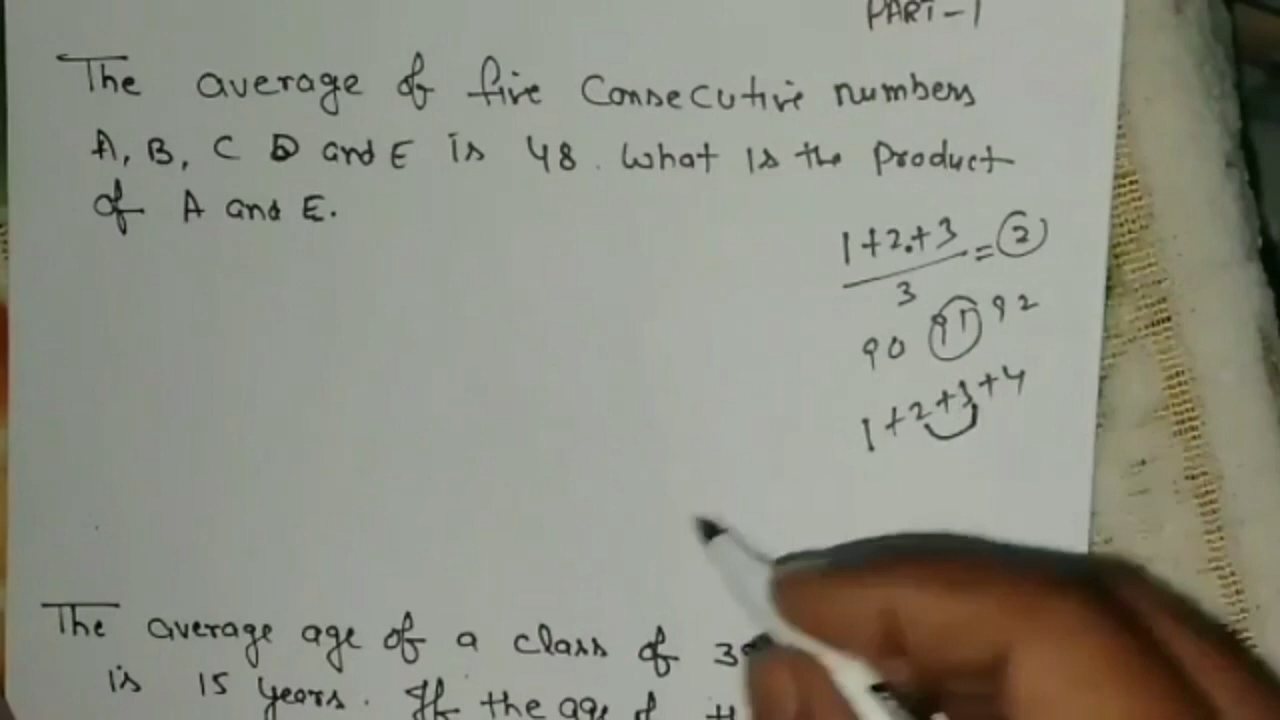 PART-1
The average of five Consecutive numbers
A, B, C D and E is 48. What is the Product
of A and E.
1+2+3
3
=2
90 91 92
1+2+3+4
The average age of a class of
is 15 years. If the age of